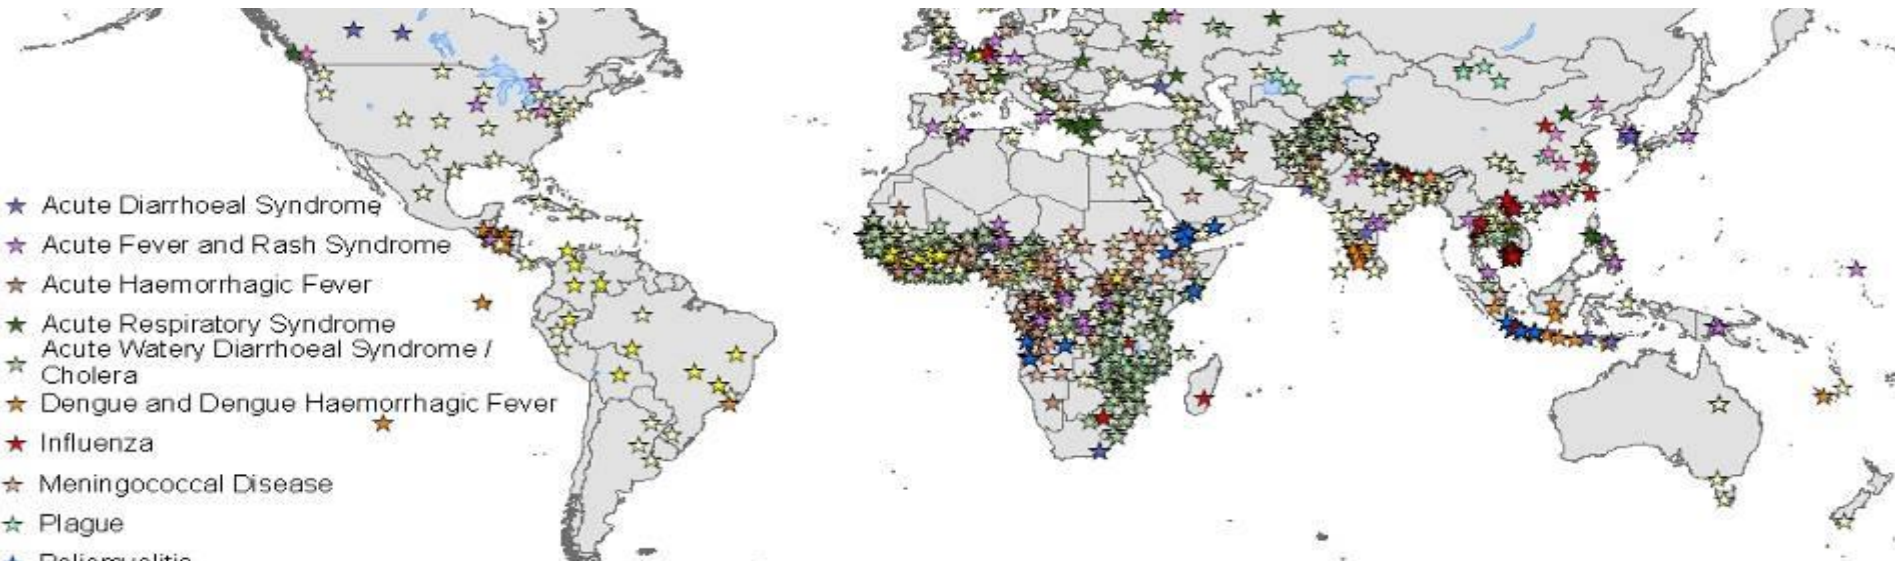 Acute Diarrhoeal Syndrome
Acute Fever and Rash Syndrome
Acute Haemorrhagic Fever
Acute Respiratory Syndrome
Acute Watery Diarrhoeal Syndrome /
Cholera
Dengue and Dengue Haemorrhagic Fever
Influenza
Meningococcal Disease
Plague
Poliomyelitis